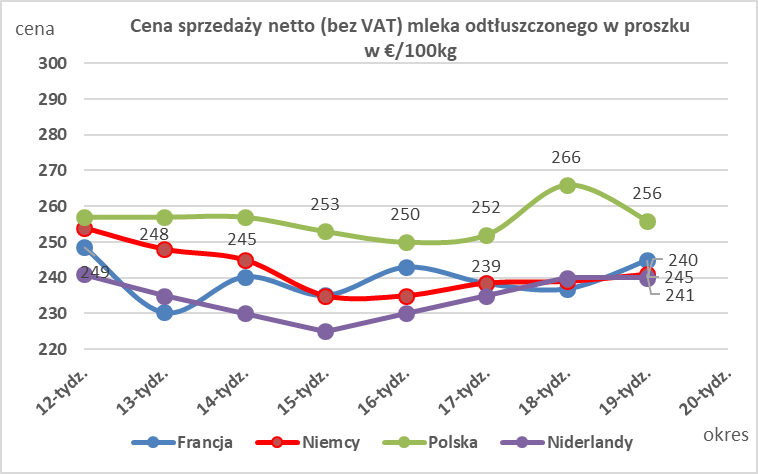 cena
Cena sprzedaży netto (bez VAT) mleka odtłuszczonego w proszku
w €/100kg
300
290
280
270
260
250
240
230
220
249
248
245
253
250
252
239
266
256
240
245
241
12-tydz.
13-tydz.
14-tydz.
15-tydz.
16-tydz.
17-tydz.
18-tydz.
19-tydz.
20-tydz.
okres
Francja Niemcy Polska Niderlandy